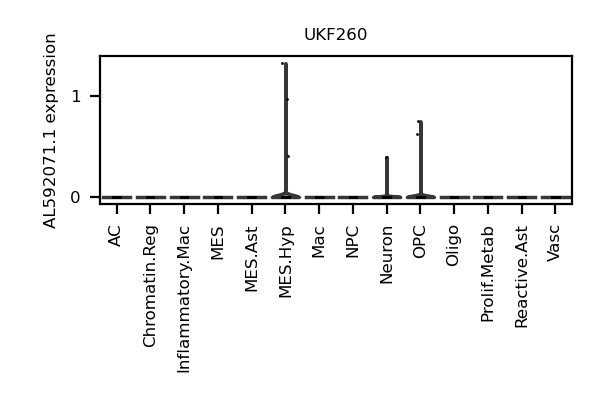 UKF260
AL592071.1 expression
1
0
AC
Chromatin.Reg
Inflammatory.Mac
MES
MES.Ast
MES.Hyp
Mac
NPC
Neuron
OPC
Oligo
Prolif.Metab
Reactive.Ast
Vasc